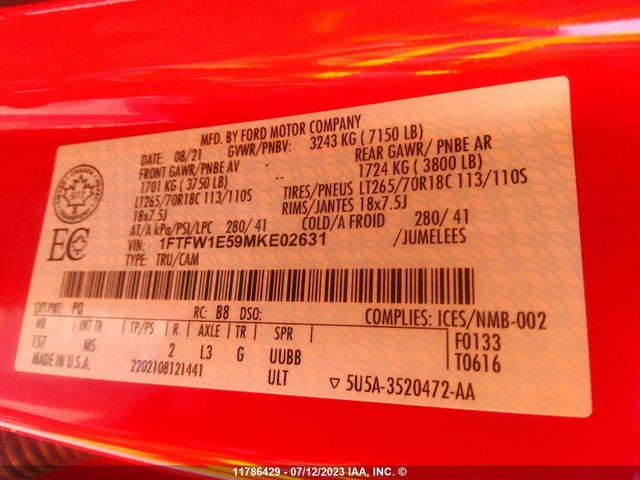 MFD. BY FORD MOTOR COMPANY
DATE: 08/21 GVWR/PNBV: 3243 KG ( 7150 LB)
FRONT GAWR/PNBE AV - REAR GAWR/ PNBE AR
1701 KG ( 3750 LB) - 1724 KG ( 3800 LB)
LT265/70R18C 113/110S TIRES/PNEUS LT265/70R18C 113/110S
18x7.5J RIMS/JANTES 18x7.5J
AT/A kPa/PSI/LPC 280/ 41 COLD/A FROID 280/ 41
VIN: 1FTFW1E59MKE02631 /JUMELEES
TYPE: TRU/CAM
EC
EXT PNT: PQ RC: B8 DSO: COMPLIES: ICES/NMB-002
WB INT TR TP/PS R AXLE TR SPR F0133
157 MS 2 L3 G UUBB T0616
MADE IN U.S.A. 2202108121441 ULT ▽ 5U5A-3520472-AA
11786429 - 07/12/2023 IAA, INC. ©